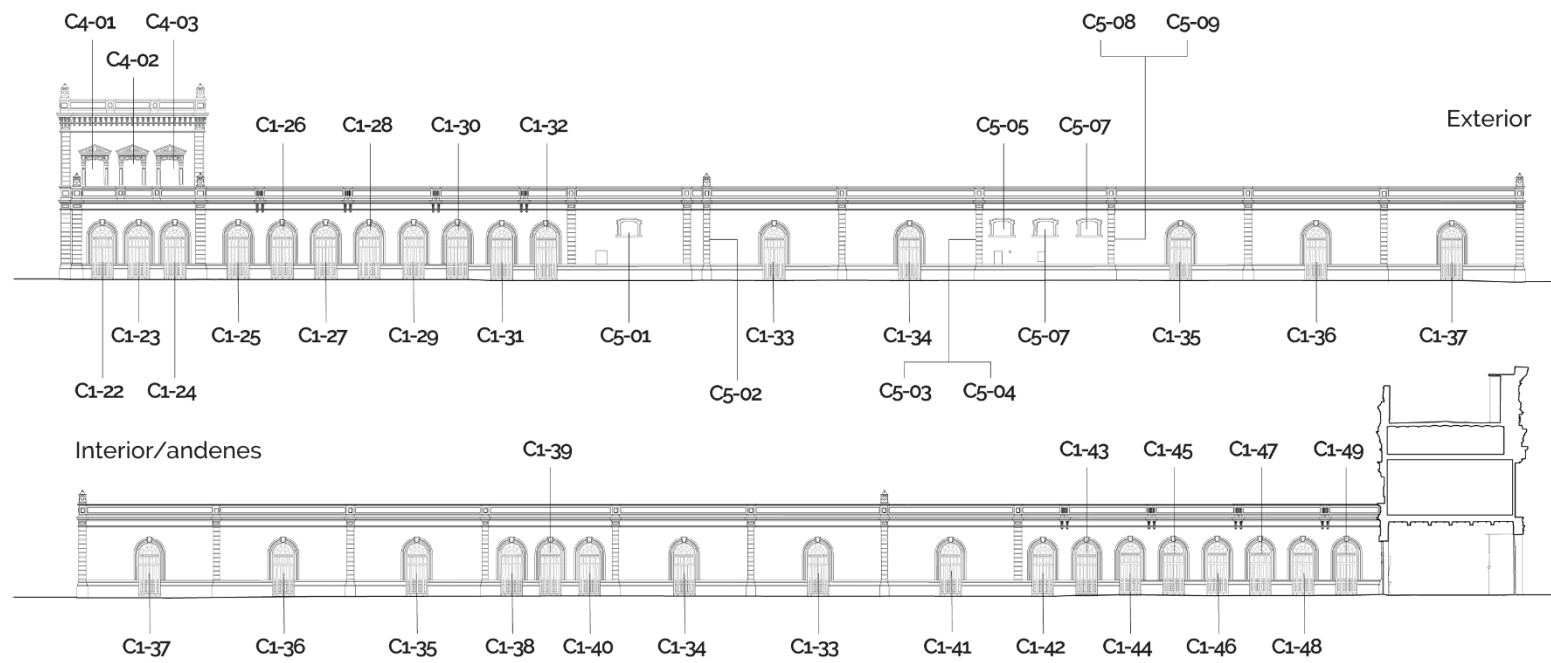 C4-01 C4-03 C5-08 C5-09
C4-02
C1-26 C1-28 C1-30 C1-32 C5-05 C5-07 Exterior
C1-23 C1-25 C1-27 C1-29 C1-31 C5-01 C1-33 C1-34 C5-07 C1-35 C1-36 C1-37
C1-22 C1-24 C5-02 C5-03 C5-04
Interior/andenes C1-39 C1-43 C1-45 C1-47 C1-49
C1-37 C1-36 C1-35 C1-38 C1-40 C1-34 C1-33 C1-41 C1-42 C1-44 C1-46 C1-48